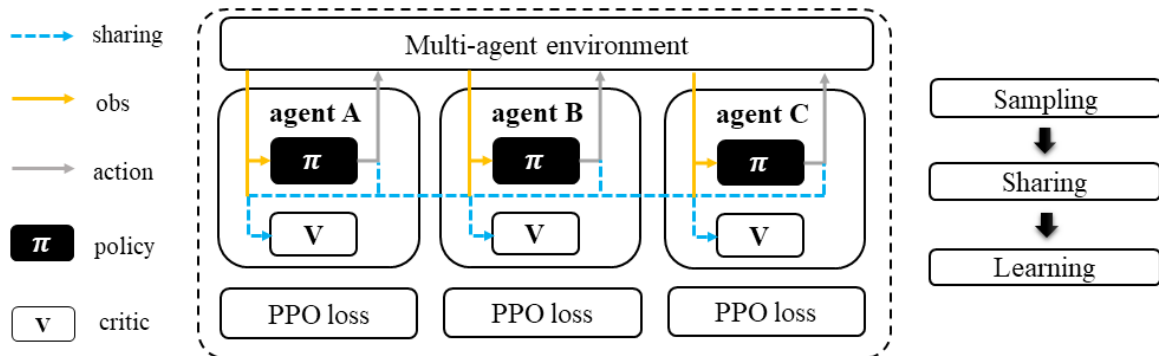 sharing
obs
action
π policy
V critic
Multi-agent environment
agent A agent B agent C
π π π
V V V
PPO loss PPO loss PPO loss
Sampling
Sharing
Learning